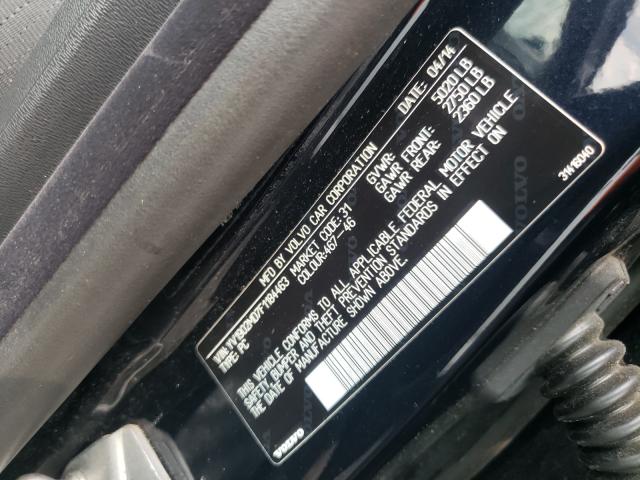 MFD BY VOLVO CAR CORPORATION DATE: 04/14
MARKET CODE: 31 GVWR: 5020 LB
COLOUR: 467 - 46 GAWR FRONT: 2750 LB
GAWR REAR: 2360 LB
TYPE: PC
THIS VEHICLE CONFORMS TO ALL APPLICABLE FEDERAL MOTOR VEHICLE
SAFETY, BUMPER AND THEFT PREVENTION STANDARDS IN EFFECT ON
THE DATE OF MANUFACTURE SHOWN ABOVE.
VOLVO
31416040